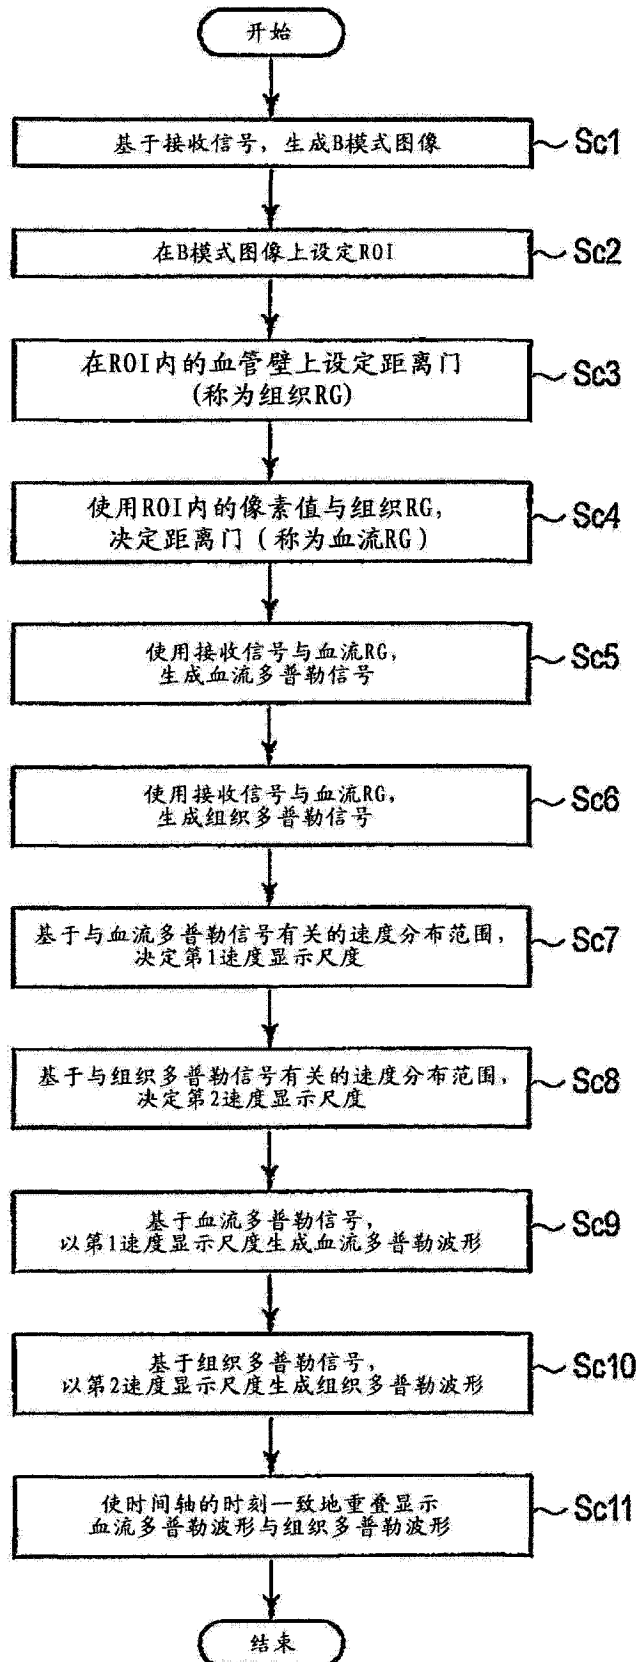 开始
基于接收信号，生成B模式图像
Sc1
在B模式图像上设定ROI
Sc2
在ROI内的血管壁上设定距离门
(称为组织RG)
Sc3
使用ROI内的像素值与组织RG，
决定距离门（称为血流RG）
Sc4
使用接收信号与血流RG，
生成血流多普勒信号
Sc5
使用接收信号与血流RG，
生成组织多普勒信号
Sc6
基于与血流多普勒信号有关的速度分布范围，
决定第1速度显示尺度
Sc7
基于与组织多普勒信号有关的速度分布范围，
决定第2速度显示尺度
Sc8
基于血流多普勒信号，
以第1速度显示尺度生成血流多普勒波形
Sc9
基于组织多普勒信号，
以第2速度显示尺度生成组织多普勒波形
Sc10
使时间轴的时刻一致地重叠显示
血流多普勒波形与组织多普勒波形
Sc11
结束